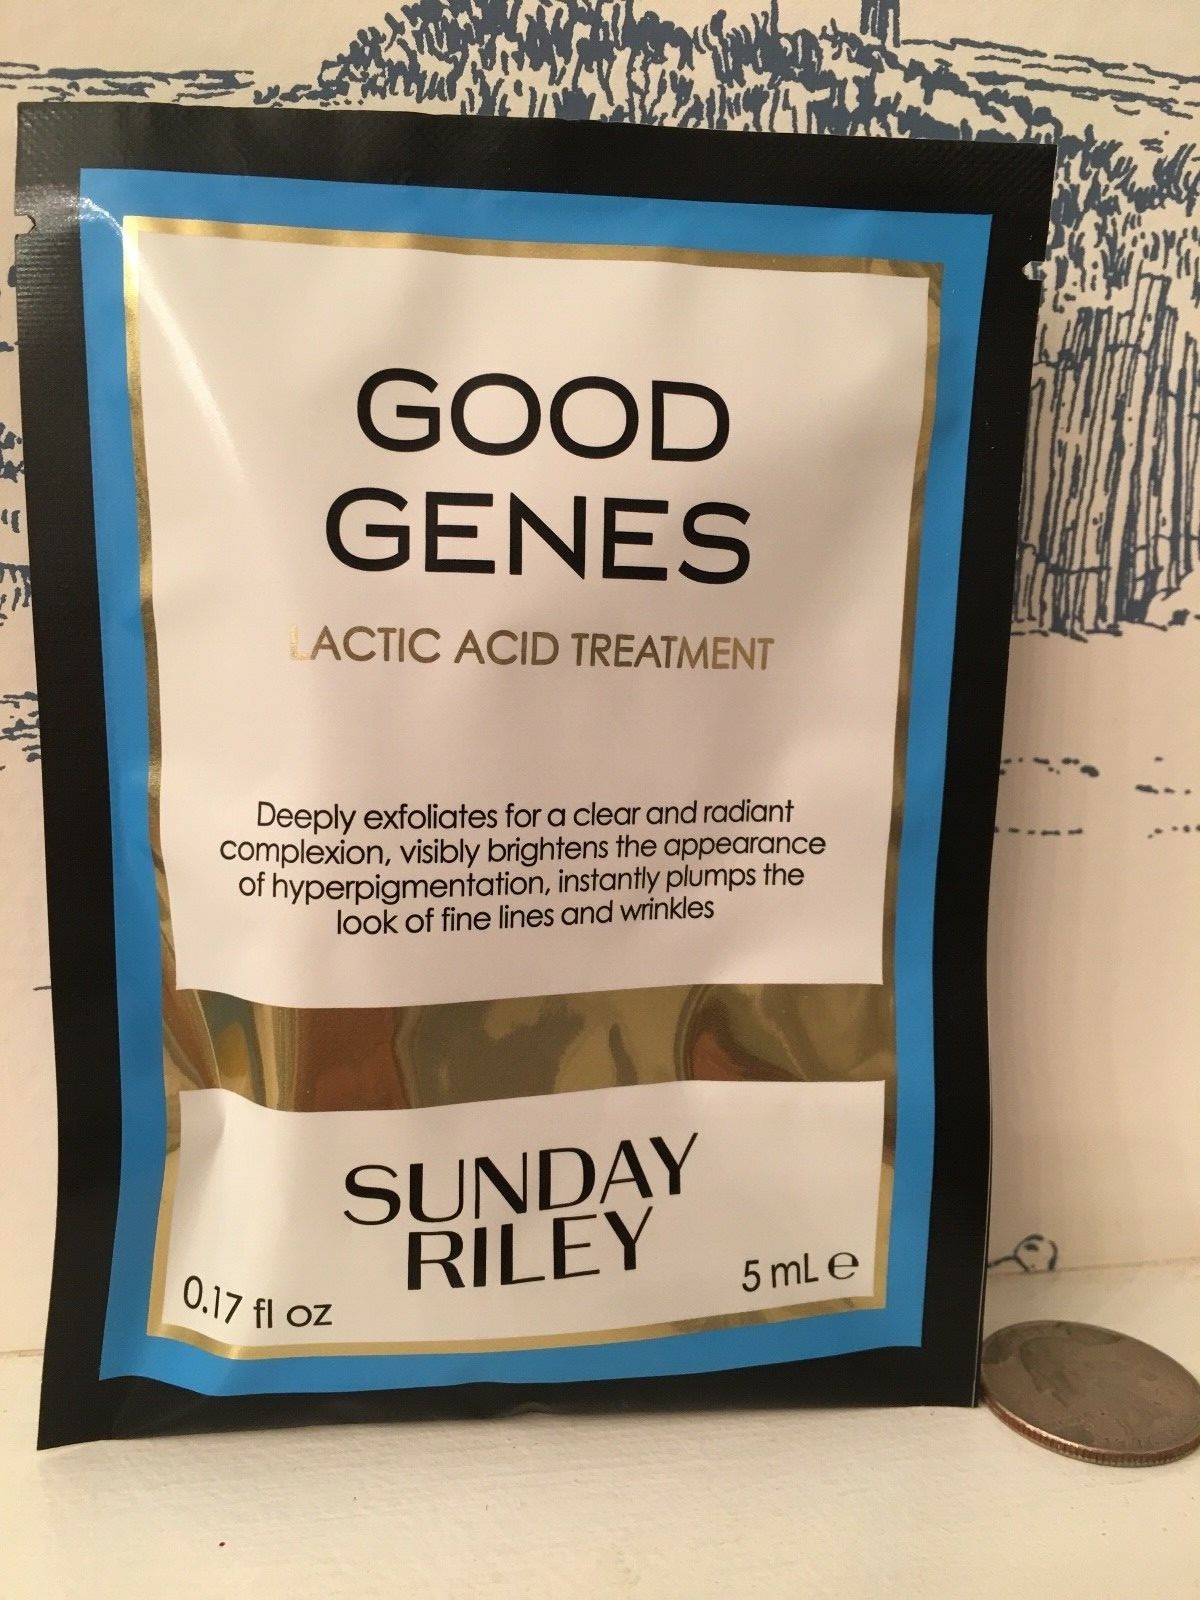 GOOD
GENES
LACTIC ACID TREATMENT
Deeply exfoliates for a clear and radiant
complexion, visibly brightens the appearance
of hyperpigmentation, instantly plumps the
look of fine lines and wrinkles
SUNDAY
RILEY
0.17 fl oz
5 mL ℮